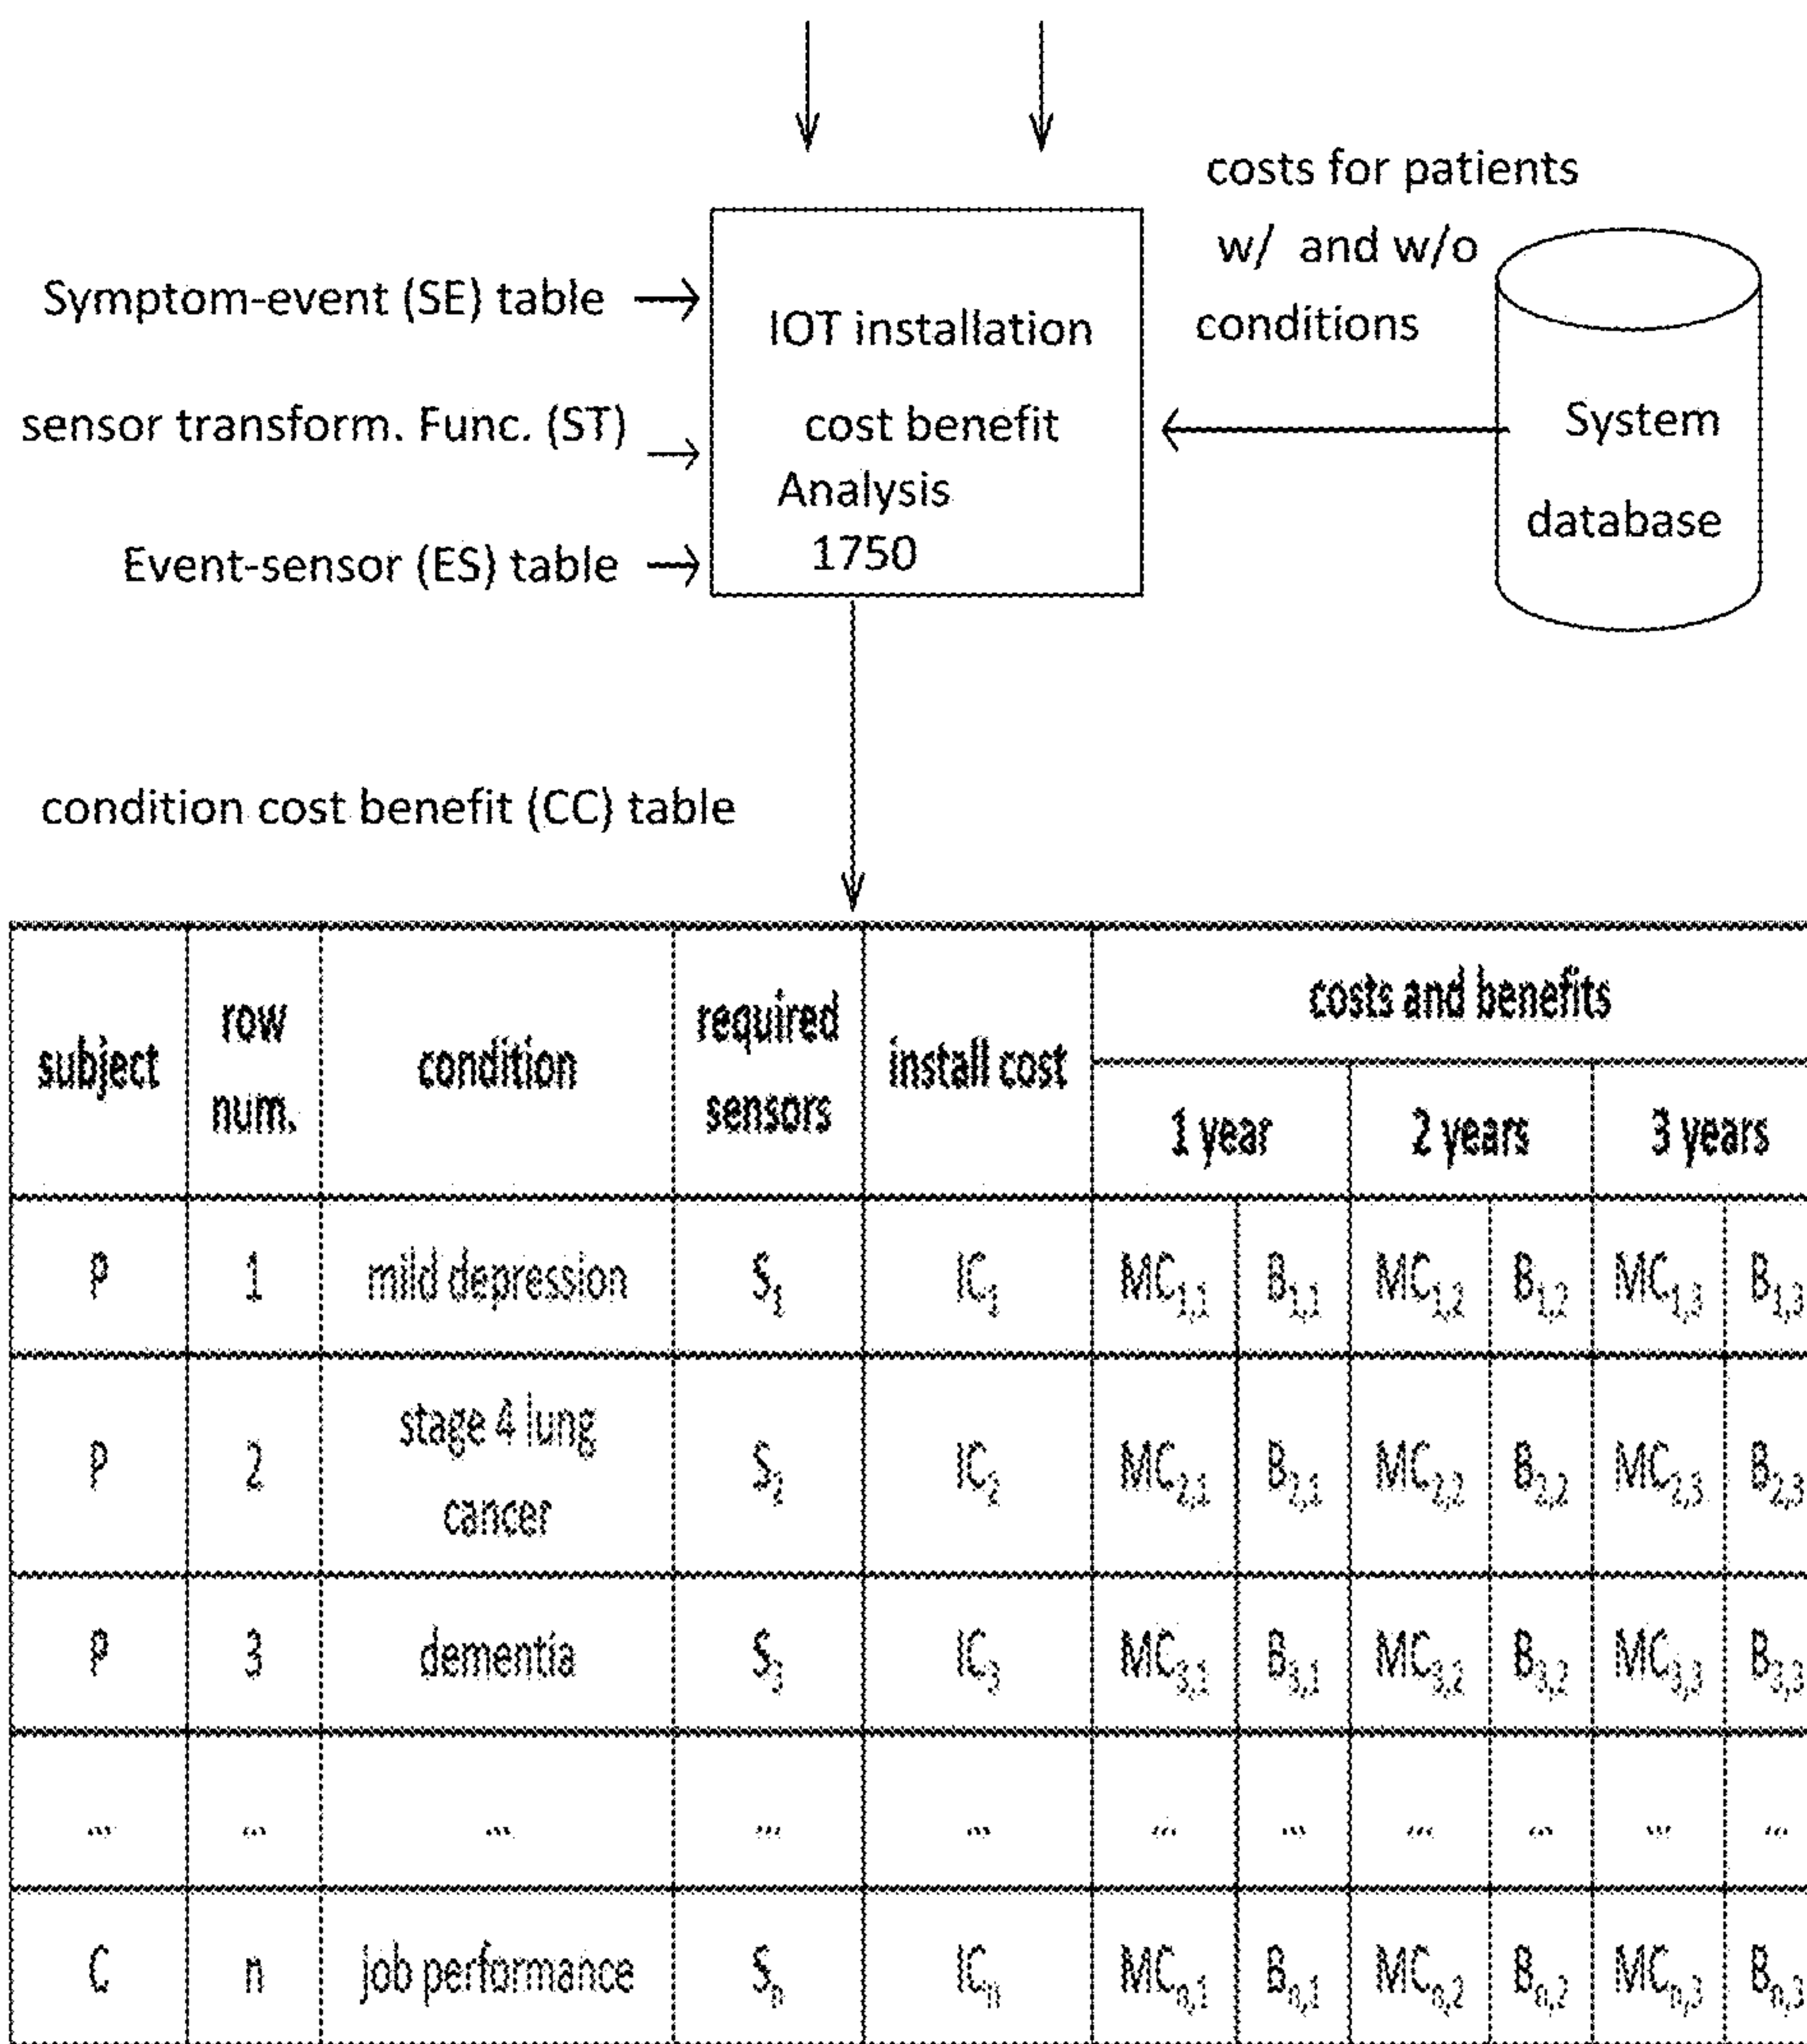 costs for patients
w/ and w/o
conditions
Symptom-event (SE) table
sensor transform. Func. (ST)
Event-sensor (ES) table
IOT installation
cost benefit
Analysis
1750
System
database
condition cost benefit (CC) table
subject row num. condition required sensors install cost costs and benefits
1 year 2 years 3 years
P 1 mild depression S1 IC1 MC1,1 B1,1 MC1,2 B1,2 MC1,3 B1,3
P 2 stage 4 lung cancer S2 IC2 MC2,1 B2,1 MC2,2 B2,2 MC2,3 B2,3
P 3 dementia S3 IC3 MC3,1 B3,1 MC3,2 B3,2 MC3,3 B3,3
... ... ... ... ... ... ... ... ... ... ...
C n job performance Sn ICn MCn,1 Bn,1 MCn,2 Bn,2 MCn,3 Bn,3